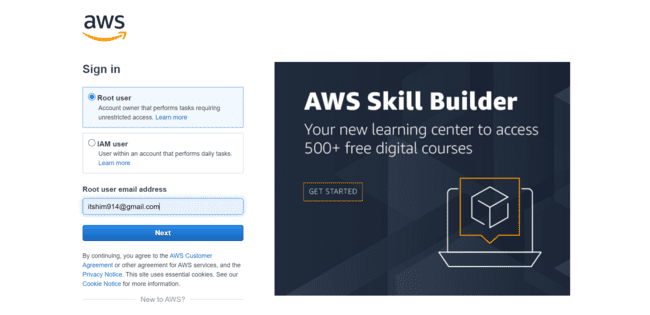 aws
Sign in
Root user
Account owner that performs tasks requiring
unrestricted access. Learn more
IAM user
User within an account that performs daily tasks.
Learn more
Root user email address
itshim914@gmail.com
Next
By continuing, you agree to the AWS Customer
Agreement or other agreement for AWS services, and the
Privacy Notice. This site uses essential cookies. See our
Cookie Notice for more information.
New to AWS?
AWS Skill Builder
Your new learning center to access
500+ free digital courses
GET STARTED